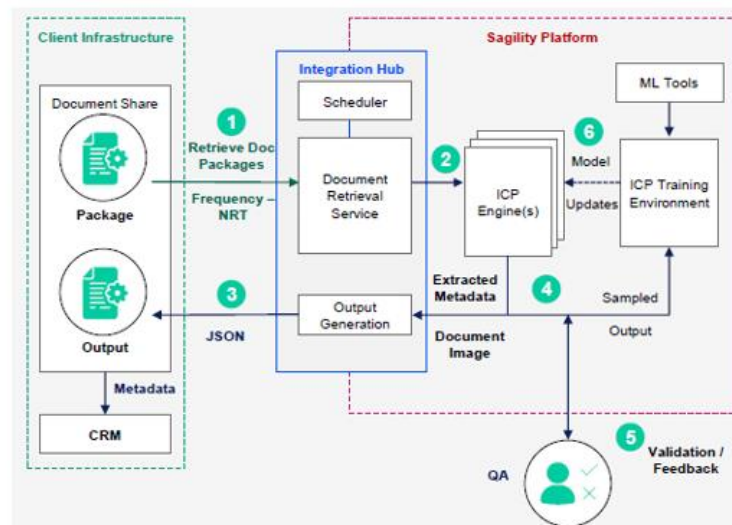 Client Infrastructure
Sagility Platform
Integration Hub
Document Share
Package
Output
Metadata
CRM
1
Retrieve Doc
Packages
Frequency –
NRT
3
JSON
Scheduler
Document
Retrieval
Service
Output
Generation
2
ICP
Engine(s)
Extracted
Metadata
Document
Image
4
6
Model
Updates
ML Tools
ICP Training
Environment
Sampled
Output
5
Validation /
Feedback
QA